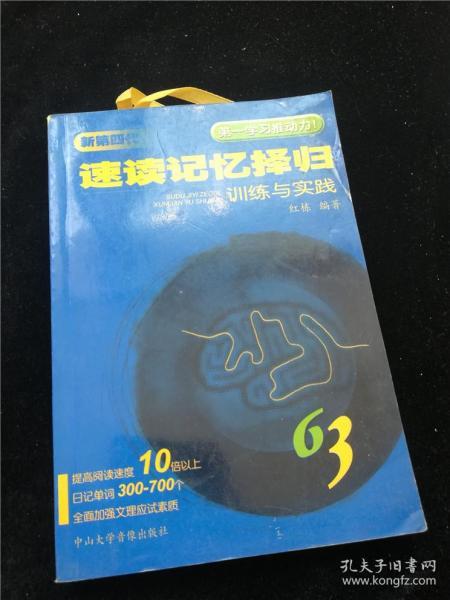 新第四代
第一学习推动力！
速读记忆择归
SUDU JIYI ZEGUI
XUNLIAN YU SHIJIAN
训练与实践
红栋 编著
63
提高阅读速度10倍以上
日记单词300-700个
全面加强文理应试素质
中山大学音像出版社
孔夫子旧书网
www.kongfz.com